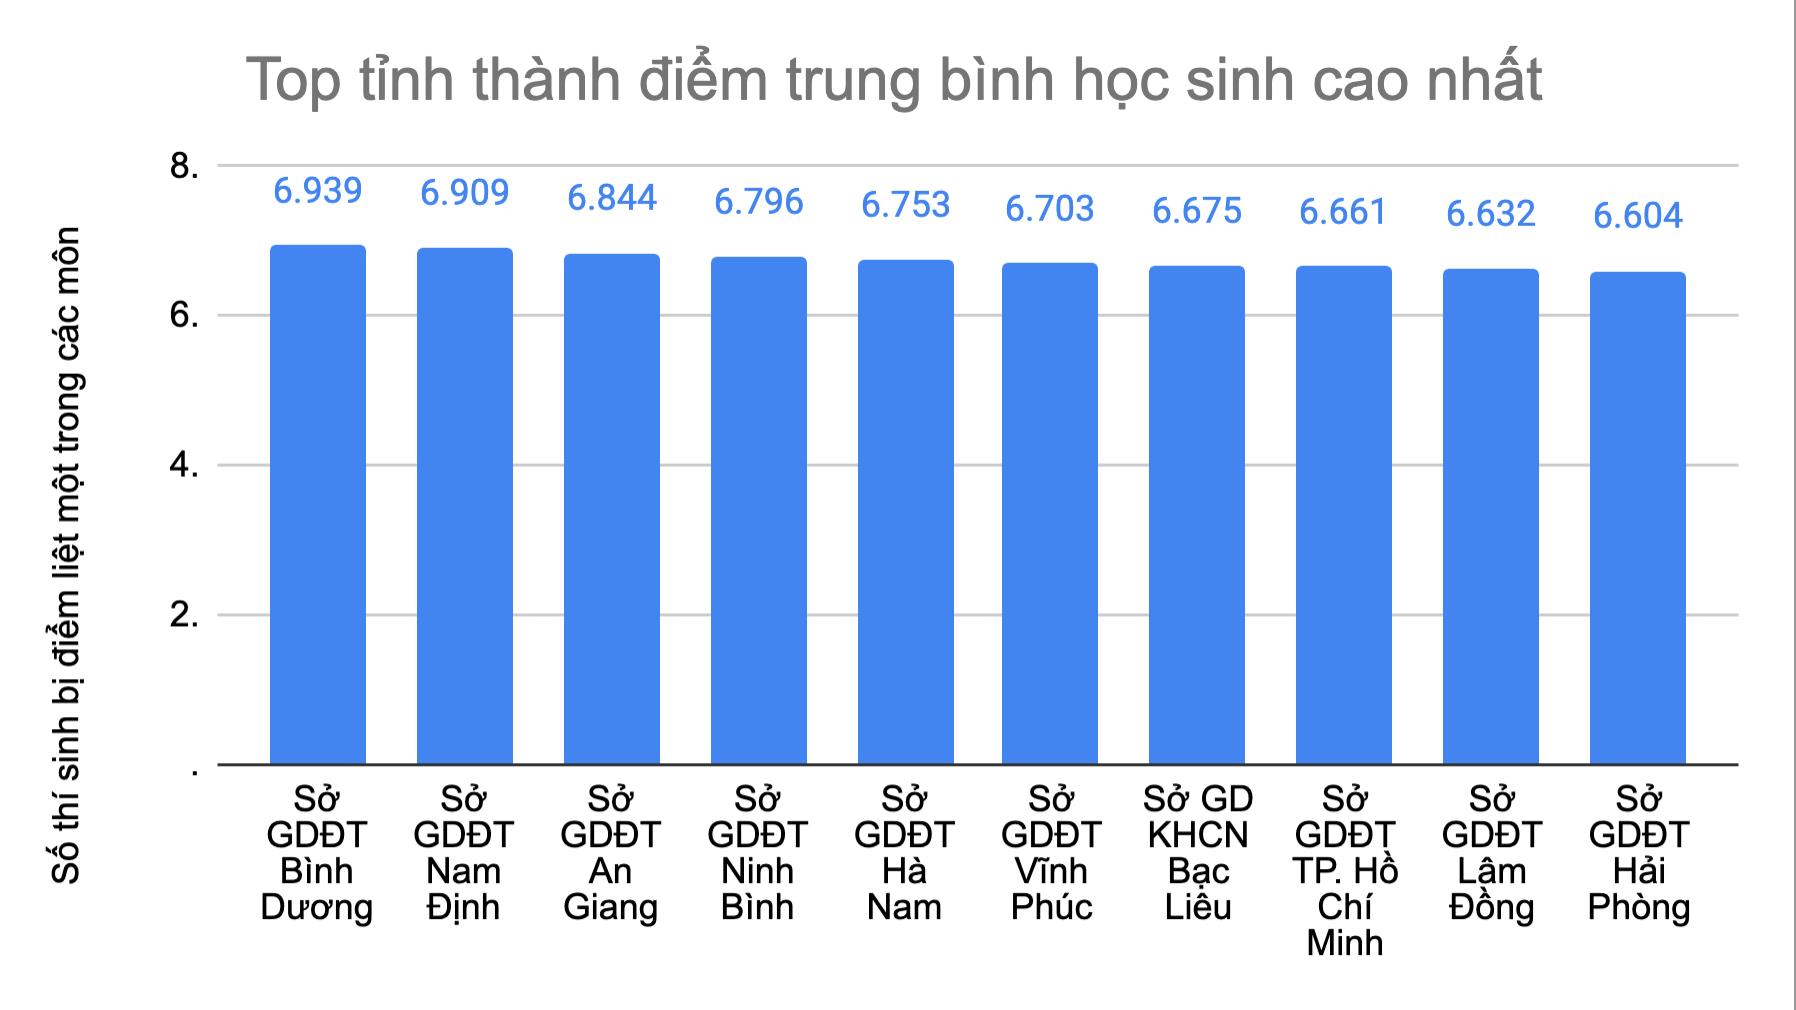 Top tỉnh thành điểm trung bình học sinh cao nhất
Số thí sinh bị điểm liệt một trong các môn
8.
6.
4.
2.
.
6.939
6.909
6.844
6.796
6.753
6.703
6.675
6.661
6.632
6.604
Sở
GDĐT
Bình
Dương
Sở
GDĐT
Nam
Định
Sở
GDĐT
An
Giang
Sở
GDĐT
Ninh
Bình
Sở
GDĐT
Hà
Nam
Sở
GDĐT
Vĩnh
Phúc
Sở GD
KHCN
Bạc
Liêu
Sở
GDĐT
TP. Hồ
Chí
Minh
Sở
GDĐT
Lâm
Đồng
Sở
GDĐT
Hải
Phòng